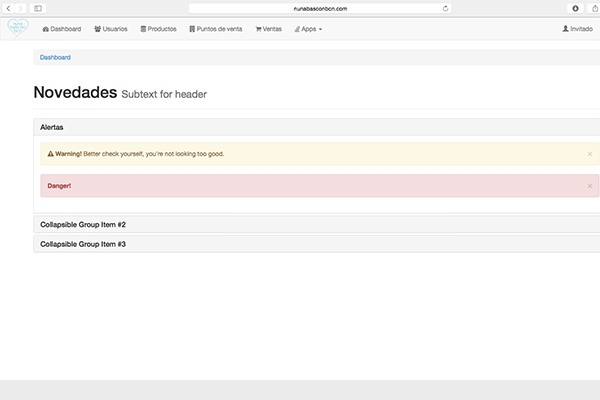 nunabasconbcn.com
Dashboard Usuarios Productos Puntos de venta Ventas Apps Invitado
Dashboard
Novedades Subtext for header
Alertas
Warning! Better check yourself, you're not looking too good. ×
Danger! ×
Collapsible Group Item #2
Collapsible Group Item #3